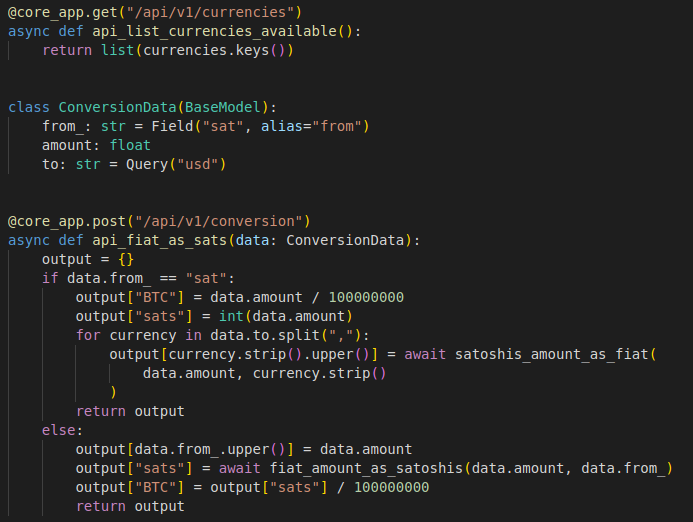 @core_app.get("/api/v1/currencies")
async def api_list_currencies_available():
    return list(currencies.keys())


class ConversionData(BaseModel):
    from_: str = Field("sat", alias="from")
    amount: float
    to: str = Query("usd")


@core_app.post("/api/v1/conversion")
async def api_fiat_as_sats(data: ConversionData):
    output = {}
    if data.from_ == "sat":
        output["BTC"] = data.amount / 100000000
        output["sats"] = int(data.amount)
        for currency in data.to.split(","):
            output[currency.strip().upper()] = await satoshis_amount_as_fiat(
                data.amount, currency.strip()
            )
        return output
    else:
        output[data.from_.upper()] = data.amount
        output["sats"] = await fiat_amount_as_satoshis(data.amount, data.from_)
        output["BTC"] = output["sats"] / 100000000
        return output